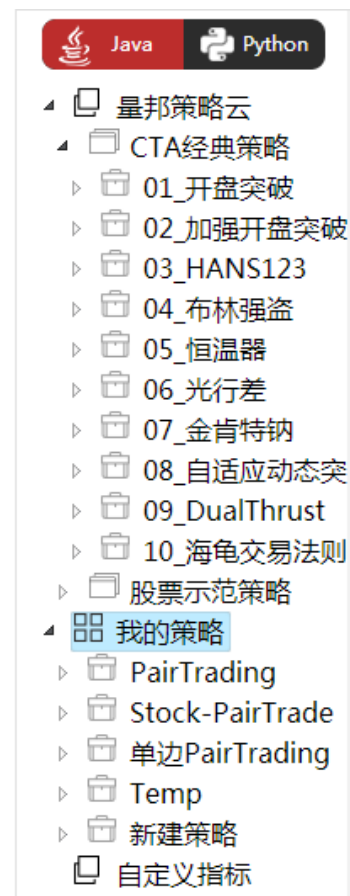 Java Python
量邦策略云
CTA经典策略
01_开盘突破
02_加强开盘突破
03_HANS123
04_布林强盗
05_恒温器
06_光行差
07_金肯特钠
08_自适应动态突
09_DualThrust
10_海龟交易法则
股票示范策略
我的策略
PairTrading
Stock-PairTrade
单边PairTrading
Temp
新建策略
自定义指标